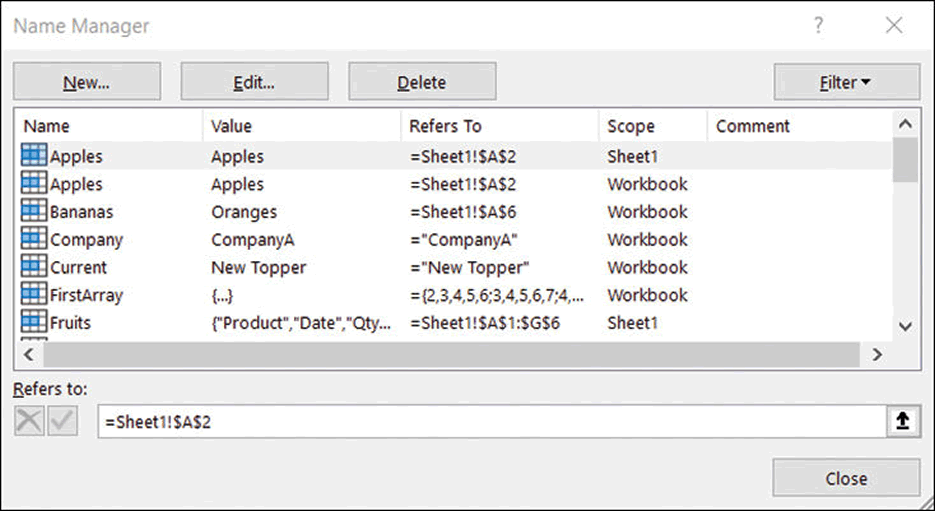 Name Manager ?
New... Edit... Delete Filter
Name Value Refers To Scope Comment
Apples Apples =Sheet1!$A$2 Sheet1
Apples Apples =Sheet1!$A$2 Workbook
Bananas Oranges =Sheet1!$A$6 Workbook
Company CompanyA ="CompanyA" Workbook
Current New Topper ="New Topper" Workbook
FirstArray {...} ={2,3,4,5,6;3,4,5,6,7;4,... Workbook
Fruits {"Product","Date","Qty... =Sheet1!$A$1:$G$6 Sheet1
Refers to:
=Sheet1!$A$2
Close